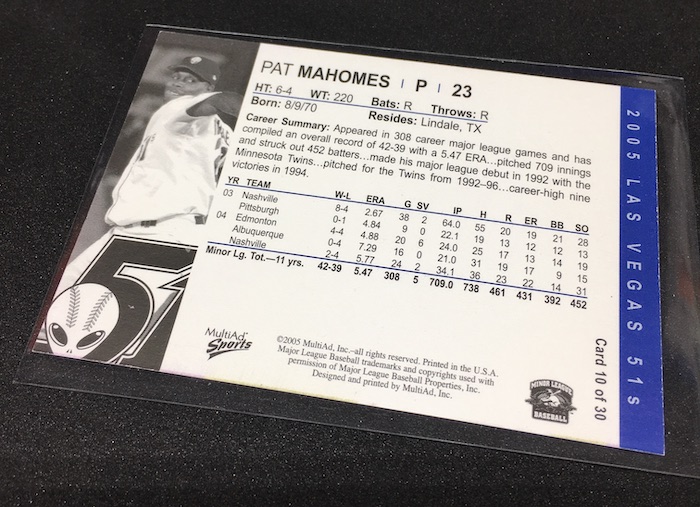 PAT MAHOMES | P | 23
HT: 6-4 WT: 220 Bats: R Throws: R
Born: 8/9/70 Resides: Lindale, TX
Career Summary: Appeared in 308 career major league games and has
compiled an overall record of 42-39 with a 5.47 ERA...pitched 709 innings
and struck out 452 batters...made his major league debut in 1992 with the
Minnesota Twins...pitched for the Twins from 1992–96...career-high nine
victories in 1994.
YR TEAM W-L ERA G SV IP H R ER BB SO
03 Nashville 8-4 2.67 38 2 64.0 55 20 19 21 28
Pittsburgh 0-1 4.84 9 0 22.1 19 13 12 12 13
04 Edmonton 4-4 4.88 20 6 24.0 25 17 13 14 19
Albuquerque 0-4 7.29 16 0 21.0 31 19 17 9 15
Nashville 2-4 5.77 24 2 34.1 36 23 22 14 31
Minor Lg. Tot.—11 yrs. 42-39 5.47 308 5 709.0 738 461 431 392 452
51
MultiAd
Sports
©2005 MultiAd, Inc.–all rights reserved. Printed in the U.S.A.
Major League Baseball trademarks and copyrights used with
permission of Major League Baseball Properties, Inc.
Designed and printed by MultiAd, Inc.
MINOR LEAGUE
BASEBALL
Card 10 of 30
2005 LAS VEGAS 51s